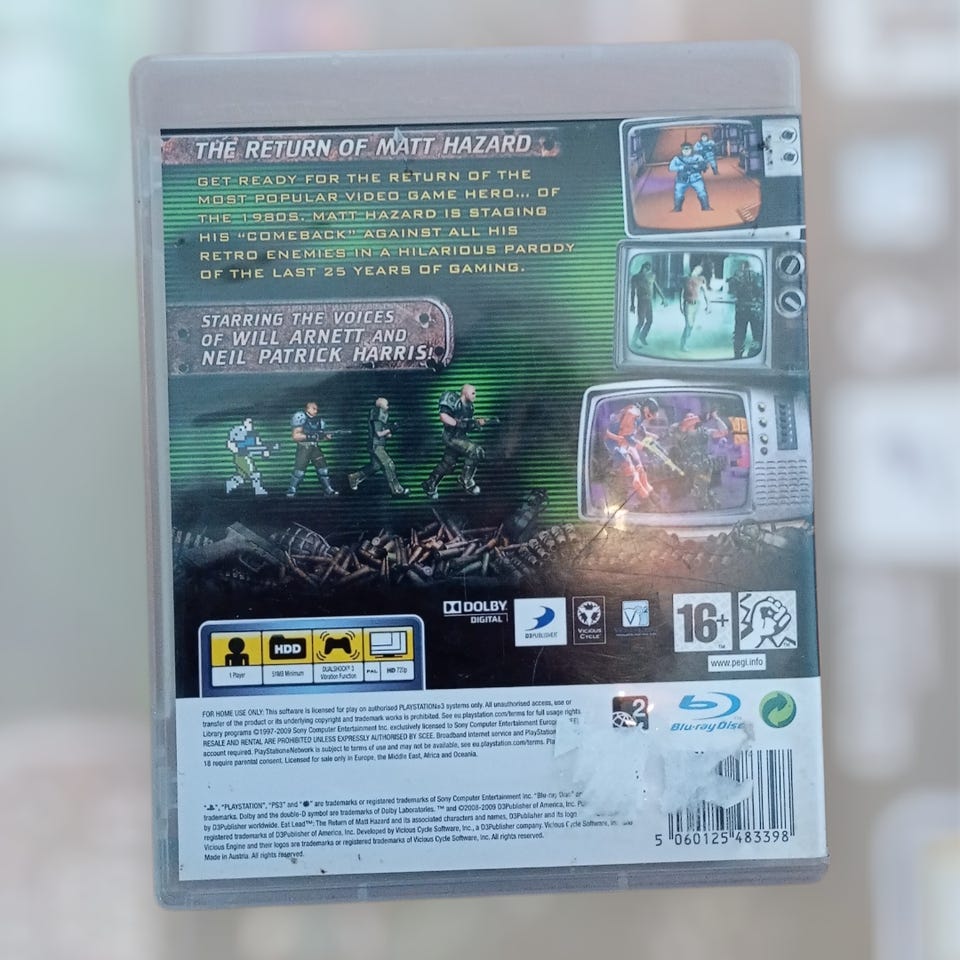 THE RETURN OF MATT HAZARD
GET READY FOR THE RETURN OF THE
MOST POPULAR VIDEO GAME HERO... OF
THE 1980S. MATT HAZARD IS STAGING
HIS “COMEBACK” AGAINST ALL HIS
RETRO ENEMIES IN A HILARIOUS PARODY
OF THE LAST 25 YEARS OF GAMING.
STARRING THE VOICES
OF WILL ARNETT AND
NEIL PATRICK HARRIS!
DOLBY
DIGITAL
D3PUBLISHER
VICIOUS
CYCLE
16+
www.pegi.info
HDD
1 Player
51MB Minimum
DUALSHOCK®3
Vibration Function
PAL
HD 720p
FOR HOME USE ONLY: This software is licensed for play on authorised PLAYSTATION®3 systems only. All unauthorised access, use or
transfer of the product or its underlying copyright and trademark works is prohibited. See eu.playstation.com/terms for full usage rights.
Library programs ©1997-2009 Sony Computer Entertainment Inc. exclusively licensed to Sony Computer Entertainment Europe
RESALE AND RENTAL ARE PROHIBITED UNLESS EXPRESSLY AUTHORISED BY SCEE. Broadband internet service and
account required. PlayStation®Network is subject to terms of use and may not be available, see eu.playstation.com/terms.
18 require parental consent. Licensed for sale only in Europe, the Middle East, Africa and Oceania.
2
Blu-ray Disc
", "PLAYSTATION", "PS3" and " " are trademarks or registered trademarks of Sony Computer Entertainment Inc. "Blu-ray Disc"
trademarks. Dolby and the double-D symbol are trademarks of Dolby Laboratories. ™ and ©2008-2009 D3Publisher of America, Inc.
by D3Publisher worldwide. Eat Lead™: The Return of Matt Hazard and its associated characters and names, D3Publisher and its logo
registered trademarks of D3Publisher of America, Inc. Developed by Vicious Cycle Software, Inc., a D3Publisher company. Vicious Cycle Software, Inc.
Vicious Engine and their logos are trademarks or registered trademarks of Vicious Cycle Software, Inc. All rights reserved.
Made in Austria. All rights reserved.
5 060125 483398